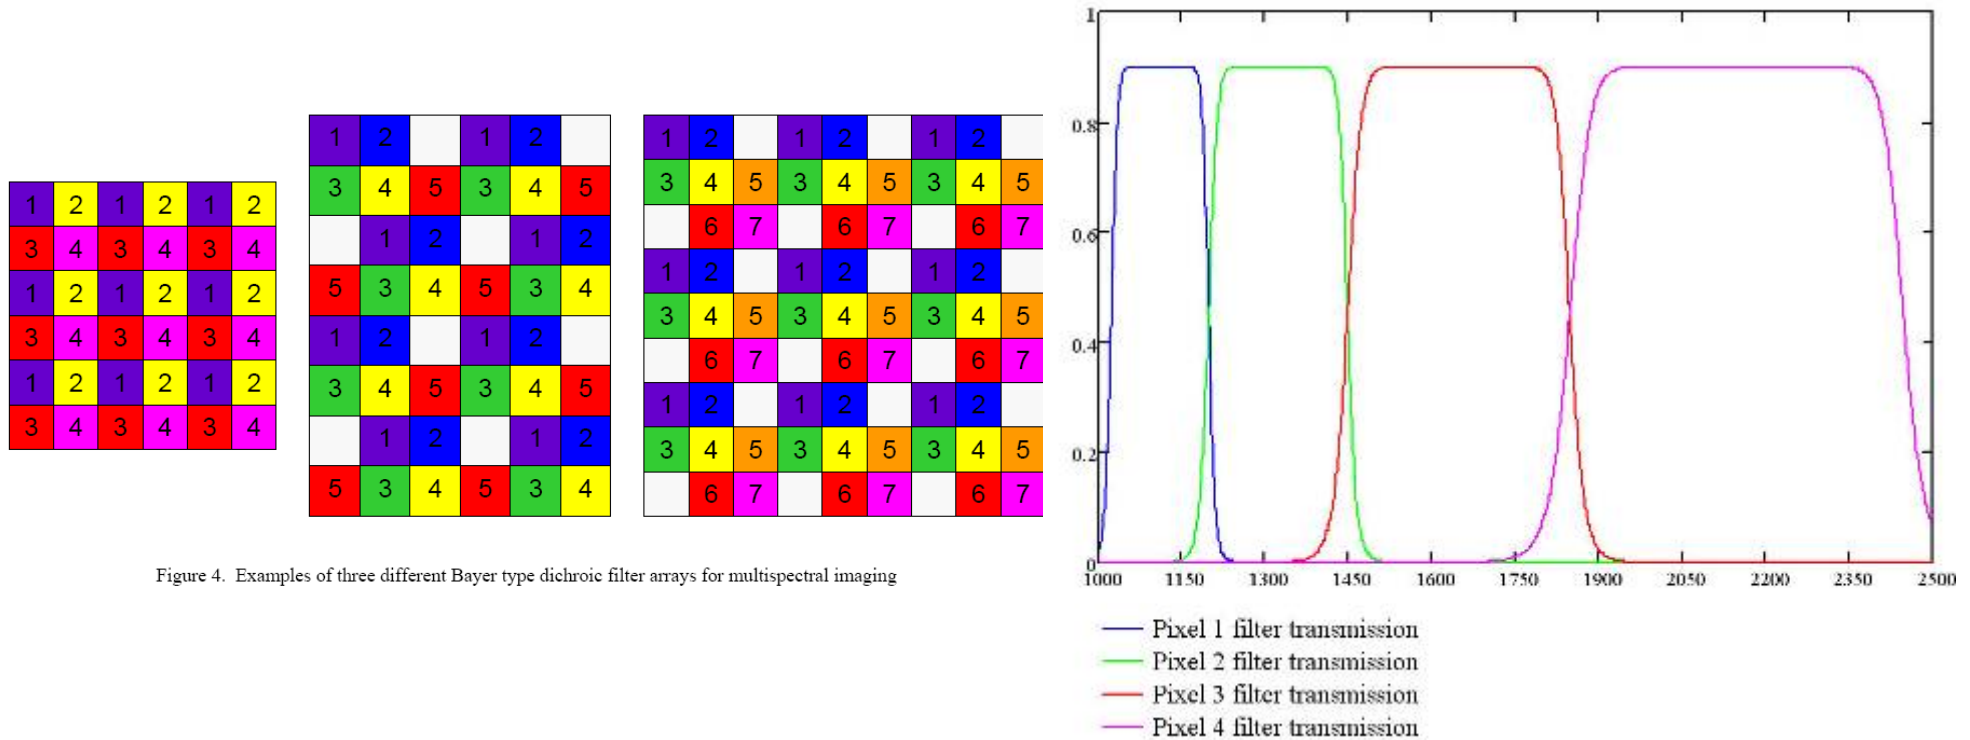 1 2 1 2 1 2
3 4 3 4 3 4
1 2 1 2 1 2
3 4 3 4 3 4
1 2 1 2 1 2
3 4 3 4 3 4
1 2 1 2
3 4 5 3 4 5
1 2 1 2
5 3 4 5 3 4
1 2 1 2
3 4 5 3 4 5
1 2 1 2
5 3 4 5 3 4
1 2 1 2 1 2
3 4 5 3 4 5 3 4 5
6 7 6 7 6 7
1 2 1 2 1 2
3 4 5 3 4 5 3 4 5
6 7 6 7 6 7
1 2 1 2 1 2
3 4 5 3 4 5 3 4 5
6 7 6 7 6 7
Figure 4. Examples of three different Bayer type dichroic filter arrays for multispectral imaging
1
0.8
0.6
0.4
0.2
0
1000 1150 1300 1450 1600 1750 1900 2050 2200 2350 2500
Pixel 1 filter transmission
Pixel 2 filter transmission
Pixel 3 filter transmission
Pixel 4 filter transmission